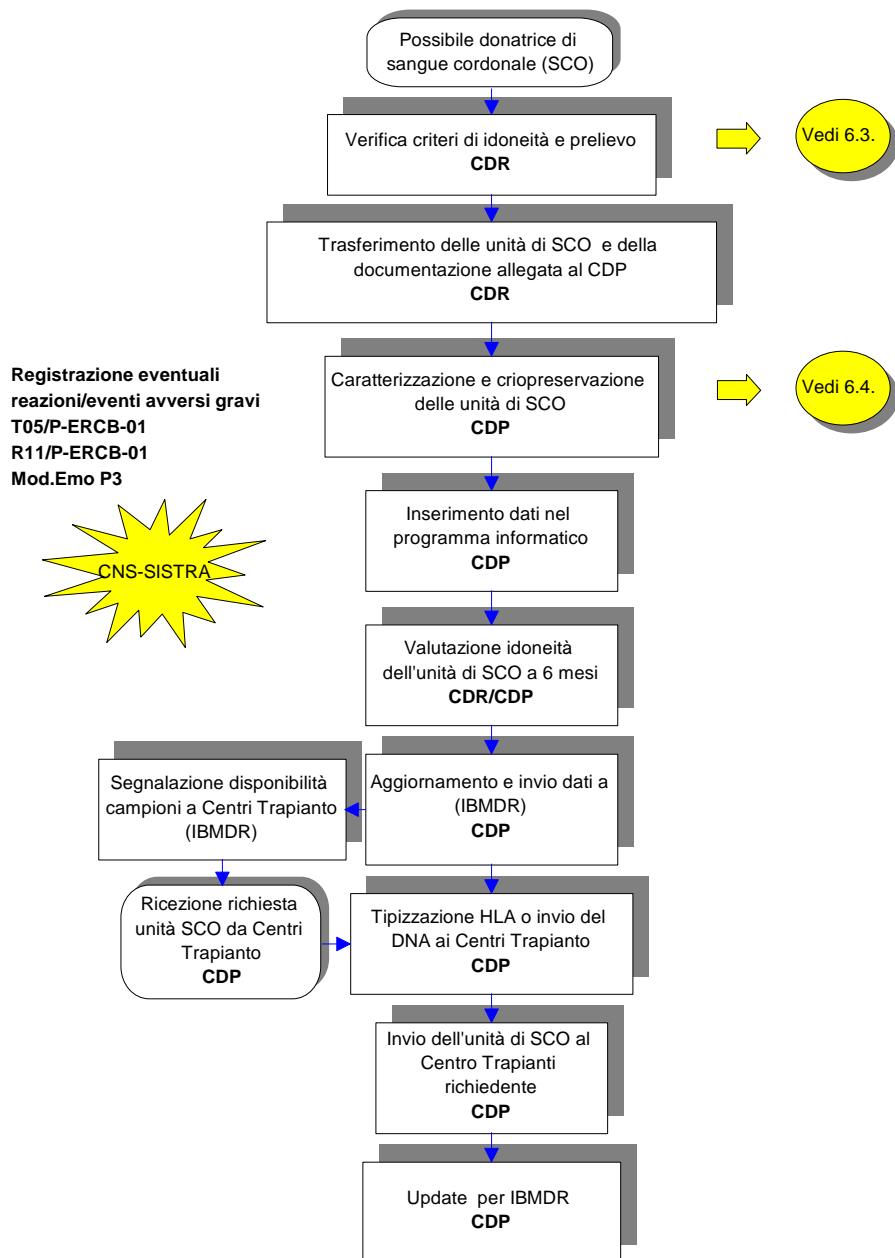 Possibile donatrice di
sangue cordonale (SCO)
Verifica criteri di idoneità e prelievo
CDR
Vedi 6.3.
Trasferimento delle unità di SCO e della
documentazione allegata al CDP
CDR
Registrazione eventuali
reazioni/eventi avversi gravi
T05/P-ERCB-01
R11/P-ERCB-01
Mod.Emo P3
CNS-SISTRA
Caratterizzazione e criopreservazione
delle unità di SCO
CDP
Vedi 6.4.
Inserimento dati nel
programma informatico
CDP
Valutazione idoneità
dell'unità di SCO a 6 mesi
CDR/CDP
Aggiornamento e invio dati a
(IBMDR)
CDP
Segnalazione disponibilità
campioni a Centri Trapianto
(IBMDR)
Ricezione richiesta
unità SCO da Centri
Trapianto
CDP
Tipizzazione HLA o invio del
DNA ai Centri Trapianto
CDP
Invio dell'unità di SCO al
Centro Trapianti
richiedente
CDP
Update per IBMDR
CDP